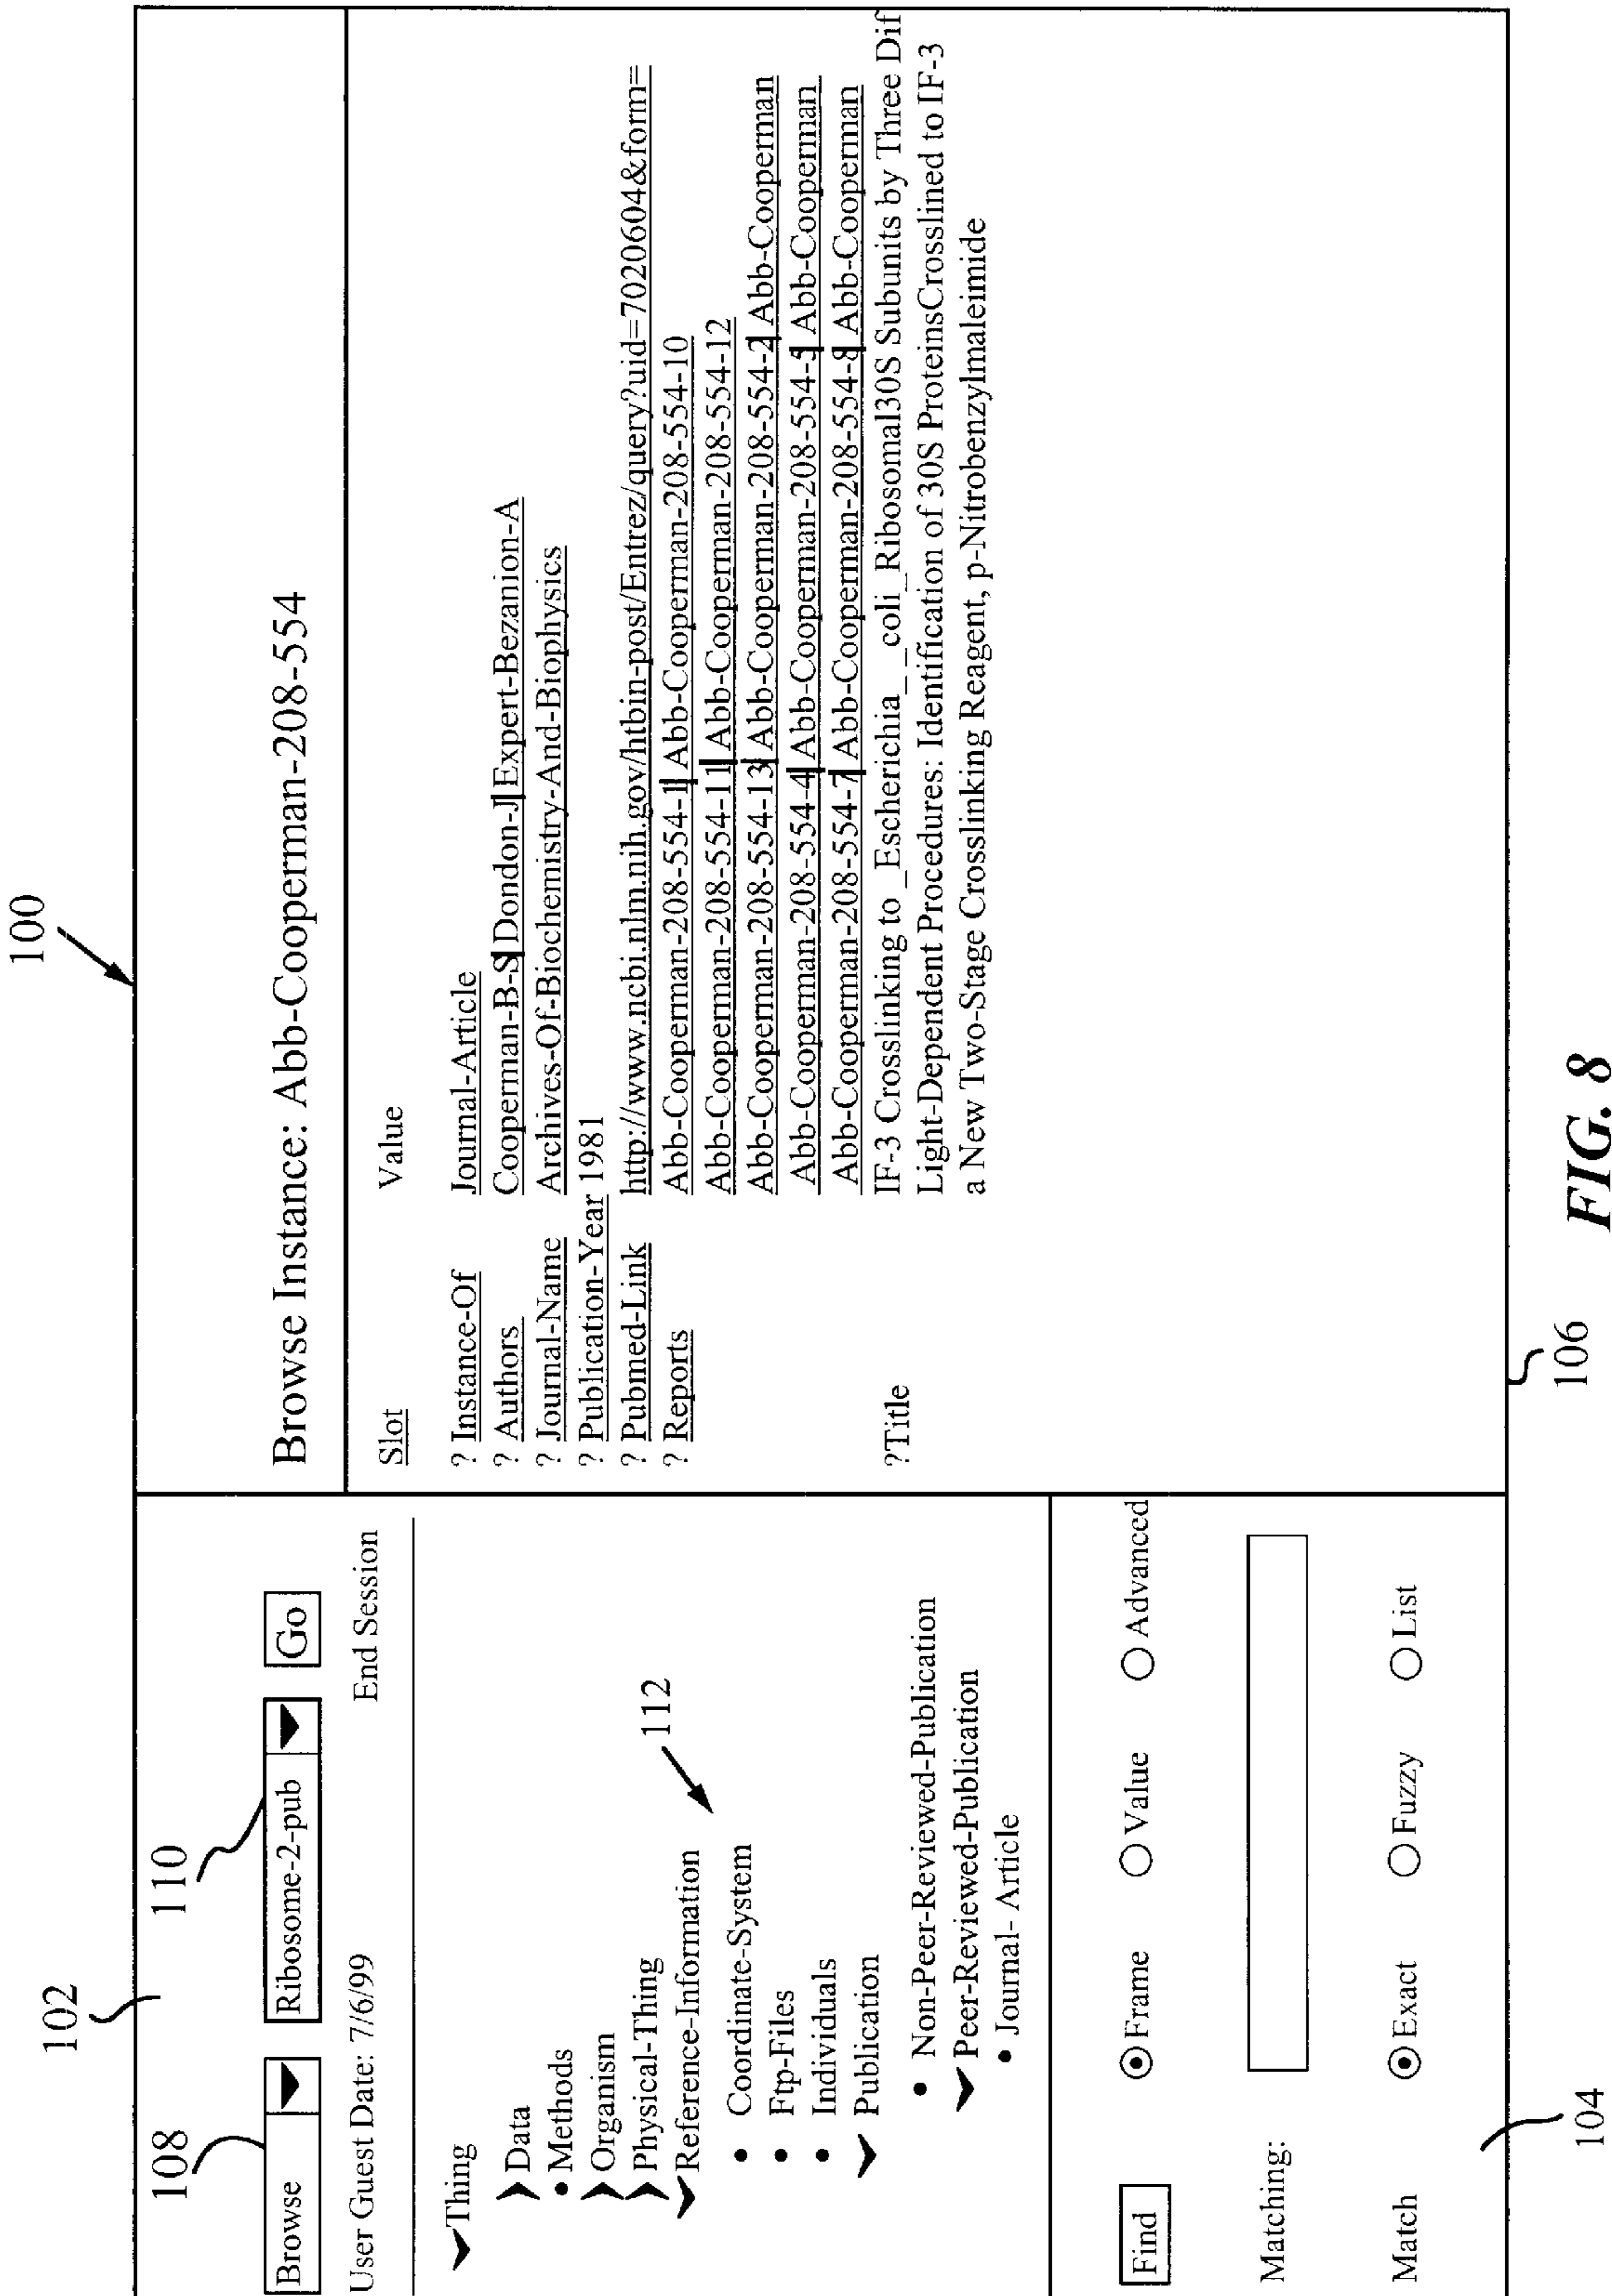 100
102
108
110
Browse
Ribosome-2-pub
Go
User Guest Date: 7/6/99
End Session
Thing
Data
• Methods
Organism
Physical-Thing
Reference-Information
112
• Coordinate-System
• Ftp-Files
• Individuals
Publication
• Non-Peer-Reviewed-Publication
Peer-Reviewed-Publication
• Journal- Article
Find
Frame
Value
Advanced
Matching:
Match
Exact
Fuzzy
List
104
Browse Instance: Abb-Cooperman-208-554
Slot Value
? Instance-Of Journal-Article
? Authors Cooperman-B-S| Dondon-J| Expert-Bezanion-A
? Journal-Name Archives-Of-Biochemistry-And-Biophysics
? Publication-Year 1981
? Pubmed-Link http://www.ncbi.nlm.nih.gov/htbin-post/Entrez/query?uid=7020604&form=
? Reports Abb-Cooperman-208-554-1| Abb-Cooperman-208-554-10
Abb-Cooperman-208-554-11| Abb-Cooperman-208-554-12
Abb-Cooperman-208-554-13| Abb-Cooperman-208-554-2| Abb-Cooperman
Abb-Cooperman-208-554-4| Abb-Cooperman-208-554-5| Abb-Cooperman
Abb-Cooperman-208-554-7| Abb-Cooperman-208-554-8| Abb-Cooperman
?Title IF-3 Crosslinking to _Escherichia__coli_Ribosomal30S Subunits by Three Dif
Light-Dependent Procedures: Identification of 30S ProteinsCrosslined to IF-3
a New Two-Stage Crosslinking Reagent, p-Nitrobenzylmaleimide
106
FIG. 8